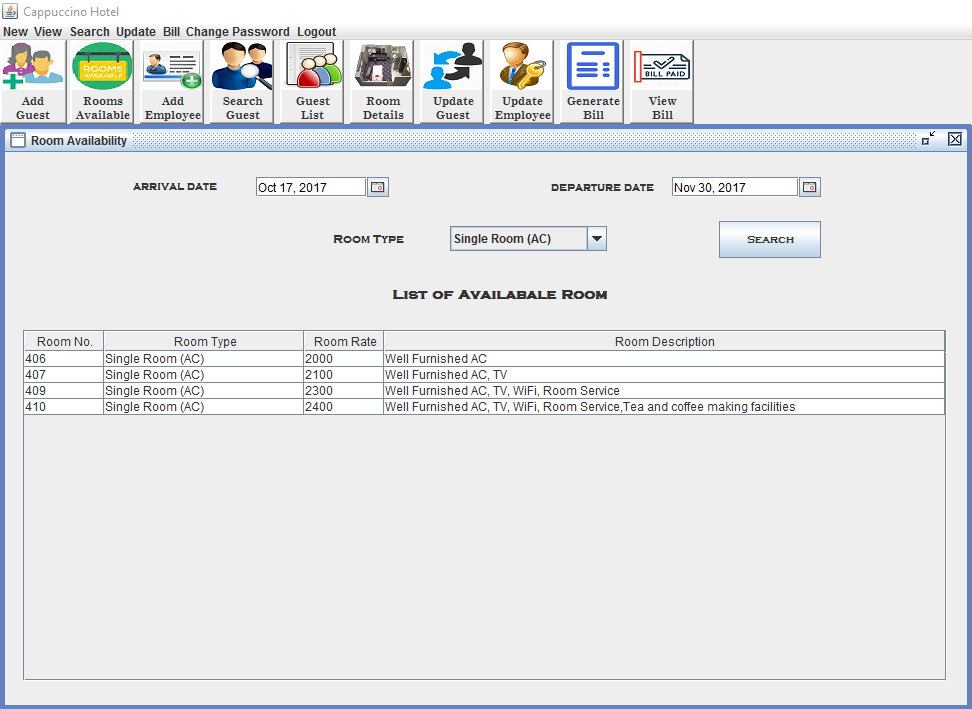 Cappuccino Hotel
New View Search Update Bill Change Password Logout
ROOMS
AVAILABLE
BILL PAID
Add Guest
Rooms Available
Add Employee
Search Guest
Guest List
Room Details
Update Guest
Update Employee
Generate Bill
View Bill
Room Availability
ARRIVAL DATE Oct 17, 2017 DEPARTURE DATE Nov 30, 2017
ROOM TYPE Single Room (AC) SEARCH
LIST OF AVAILABALE ROOM
Room No. Room Type Room Rate Room Description
406 Single Room (AC) 2000 Well Furnished AC
407 Single Room (AC) 2100 Well Furnished AC, TV
409 Single Room (AC) 2300 Well Furnished AC, TV, WiFi, Room Service
410 Single Room (AC) 2400 Well Furnished AC, TV, WiFi, Room Service,Tea and coffee making facilities